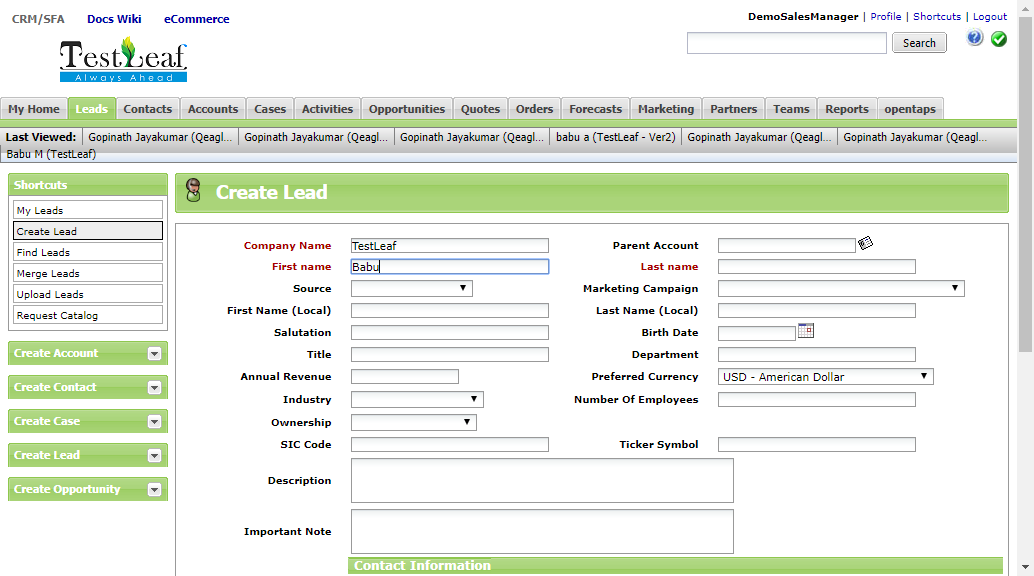 CRM/SFA Docs Wiki eCommerce
DemoSalesManager | Profile | Shortcuts | Logout
TestLeaf
Always Ahead
Search
?
My Home Leads Contacts Accounts Cases Activities Opportunities Quotes Orders Forecasts Marketing Partners Teams Reports opentaps
Last Viewed: Gopinath Jayakumar (Qeagl... Gopinath Jayakumar (Qeagl... Gopinath Jayakumar (Qeagl... babu a (TestLeaf - Ver2) Gopinath Jayakumar (Qeagl... Gopinath Jayakumar (Qeagl...
Babu M (TestLeaf)
Shortcuts
My Leads
Create Lead
Find Leads
Merge Leads
Upload Leads
Request Catalog
Create Account
Create Contact
Create Case
Create Lead
Create Opportunity
Create Lead
Company Name TestLeaf Parent Account
First name Babu Last name
Source Marketing Campaign
First Name (Local) Last Name (Local)
Salutation Birth Date
Title Department
Annual Revenue Preferred Currency USD - American Dollar
Industry Number Of Employees
Ownership
SIC Code Ticker Symbol
Description
Important Note
Contact Information